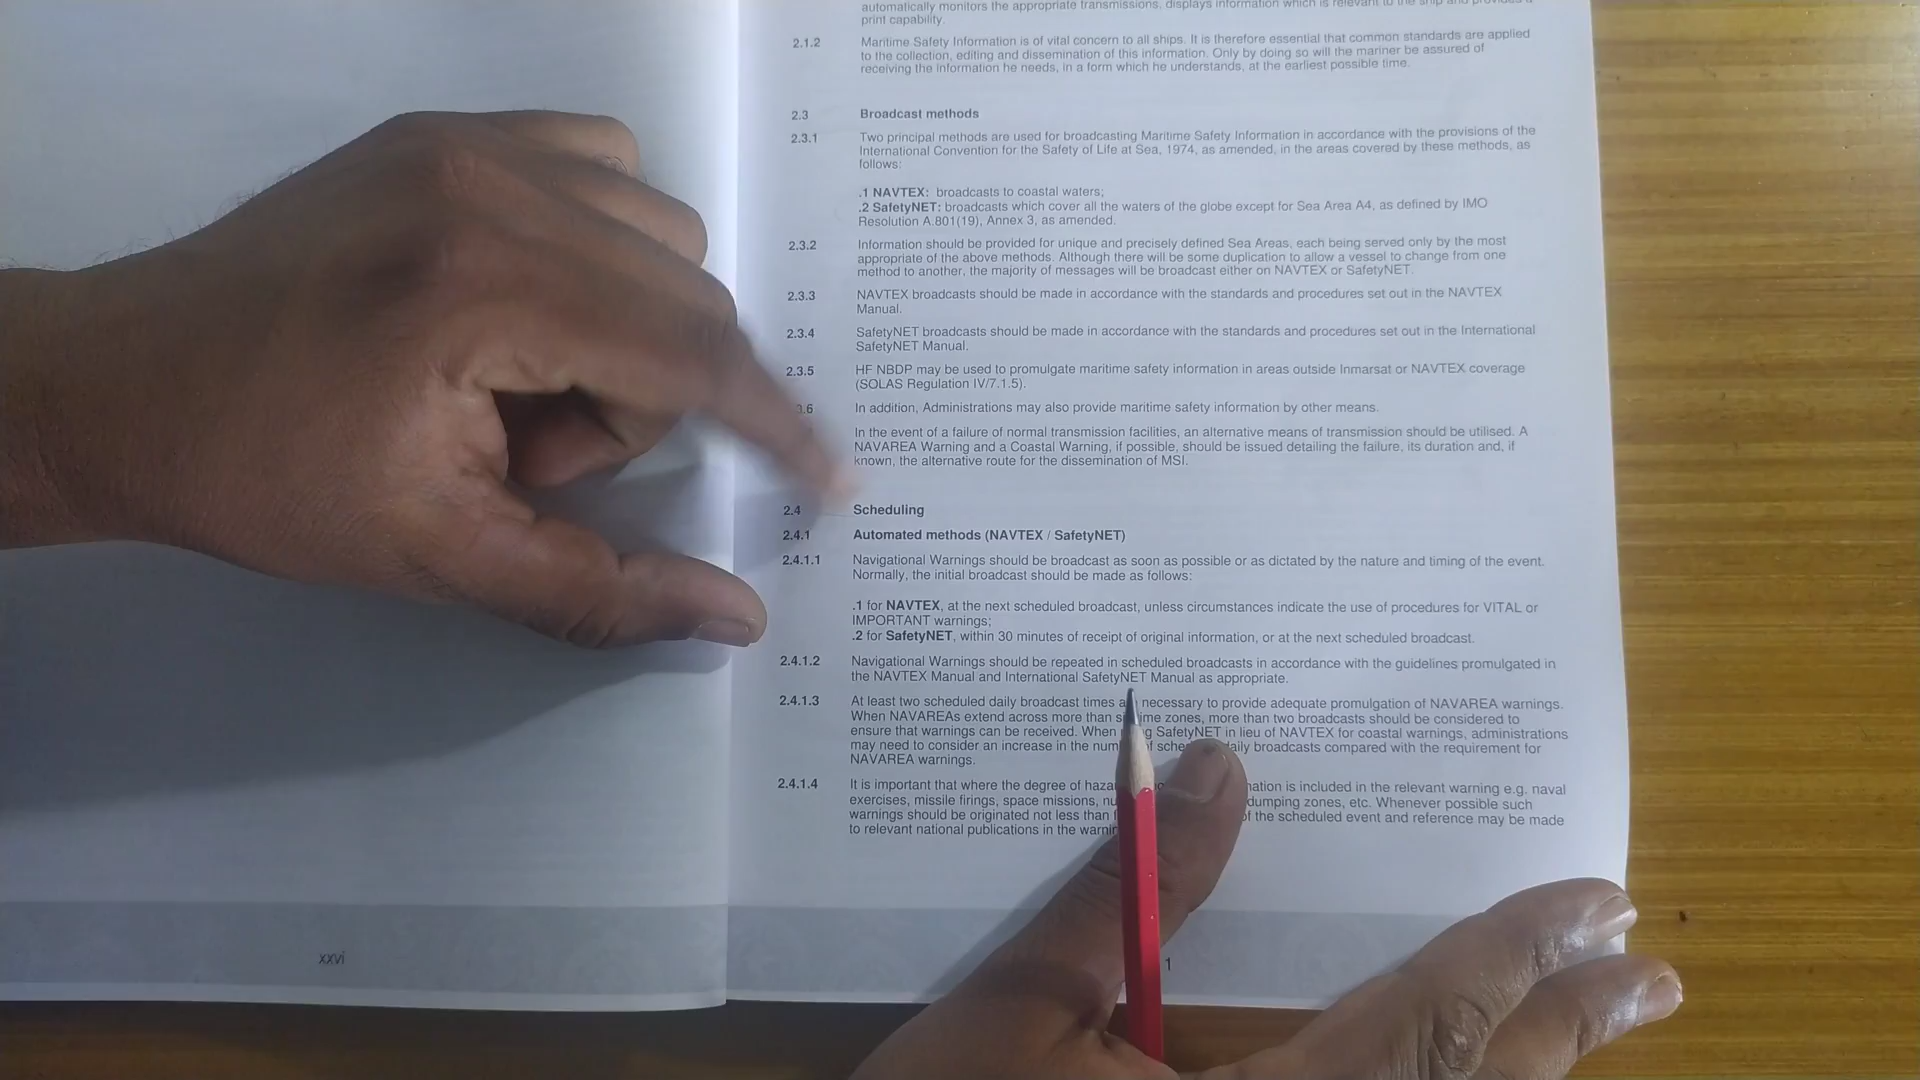 automatically monitors the appropriate transmissions, displays information which is relevant to the ship and provides a
print capability.
2.1.2 Maritime Safety Information is of vital concern to all ships. It is therefore essential that common standards are applied
to the collection, editing and dissemination of this information. Only by doing so will the mariner be assured of
receiving the information he needs, in a form which he understands, at the earliest possible time.
2.3 Broadcast methods
2.3.1 Two principal methods are used for broadcasting Maritime Safety Information in accordance with the provisions of the
International Convention for the Safety of Life at Sea, 1974, as amended, in the areas covered by these methods, as
follows:
.1 NAVTEX: broadcasts to coastal waters;
.2 SafetyNET: broadcasts which cover all the waters of the globe except for Sea Area A4, as defined by IMO
Resolution A.801(19), Annex 3, as amended.
2.3.2 Information should be provided for unique and precisely defined Sea Areas, each being served only by the most
appropriate of the above methods. Although there will be some duplication to allow a vessel to change from one
method to another, the majority of messages will be broadcast either on NAVTEX or SafetyNET.
2.3.3 NAVTEX broadcasts should be made in accordance with the standards and procedures set out in the NAVTEX
Manual.
2.3.4 SafetyNET broadcasts should be made in accordance with the standards and procedures set out in the International
SafetyNET Manual.
2.3.5 HF NBDP may be used to promulgate maritime safety information in areas outside Inmarsat or NAVTEX coverage
(SOLAS Regulation IV/7.1.5).
3.6 In addition, Administrations may also provide maritime safety information by other means.
In the event of a failure of normal transmission facilities, an alternative means of transmission should be utilised. A
NAVAREA Warning and a Coastal Warning, if possible, should be issued detailing the failure, its duration and, if
known, the alternative route for the dissemination of MSI.
2.4 Scheduling
2.4.1 Automated methods (NAVTEX / SafetyNET)
2.4.1.1 Navigational Warnings should be broadcast as soon as possible or as dictated by the nature and timing of the event.
Normally, the initial broadcast should be made as follows:
.1 for NAVTEX, at the next scheduled broadcast, unless circumstances indicate the use of procedures for VITAL or
IMPORTANT warnings;
.2 for SafetyNET, within 30 minutes of receipt of original information, or at the next scheduled broadcast.
2.4.1.2 Navigational Warnings should be repeated in scheduled broadcasts in accordance with the guidelines promulgated in
the NAVTEX Manual and International SafetyNET Manual as appropriate.
2.4.1.3 At least two scheduled daily broadcast times necessary to provide adequate promulgation of NAVAREA warnings.
When NAVAREAs extend across more than zones, more than two broadcasts should be considered to
ensure that warnings can be received. When SafetyNET in lieu of NAVTEX for coastal warnings, administrations
may need to consider an increase in the daily broadcasts compared with the requirement for
NAVAREA warnings.
2.4.1.4 It is important that where the degree of is included in the relevant warning e.g. naval
exercises, missile firings, space missions, dumping zones, etc. Whenever possible such
warnings should be originated not less than of the scheduled event and reference may be made
to relevant national publications in the
xxvi
1